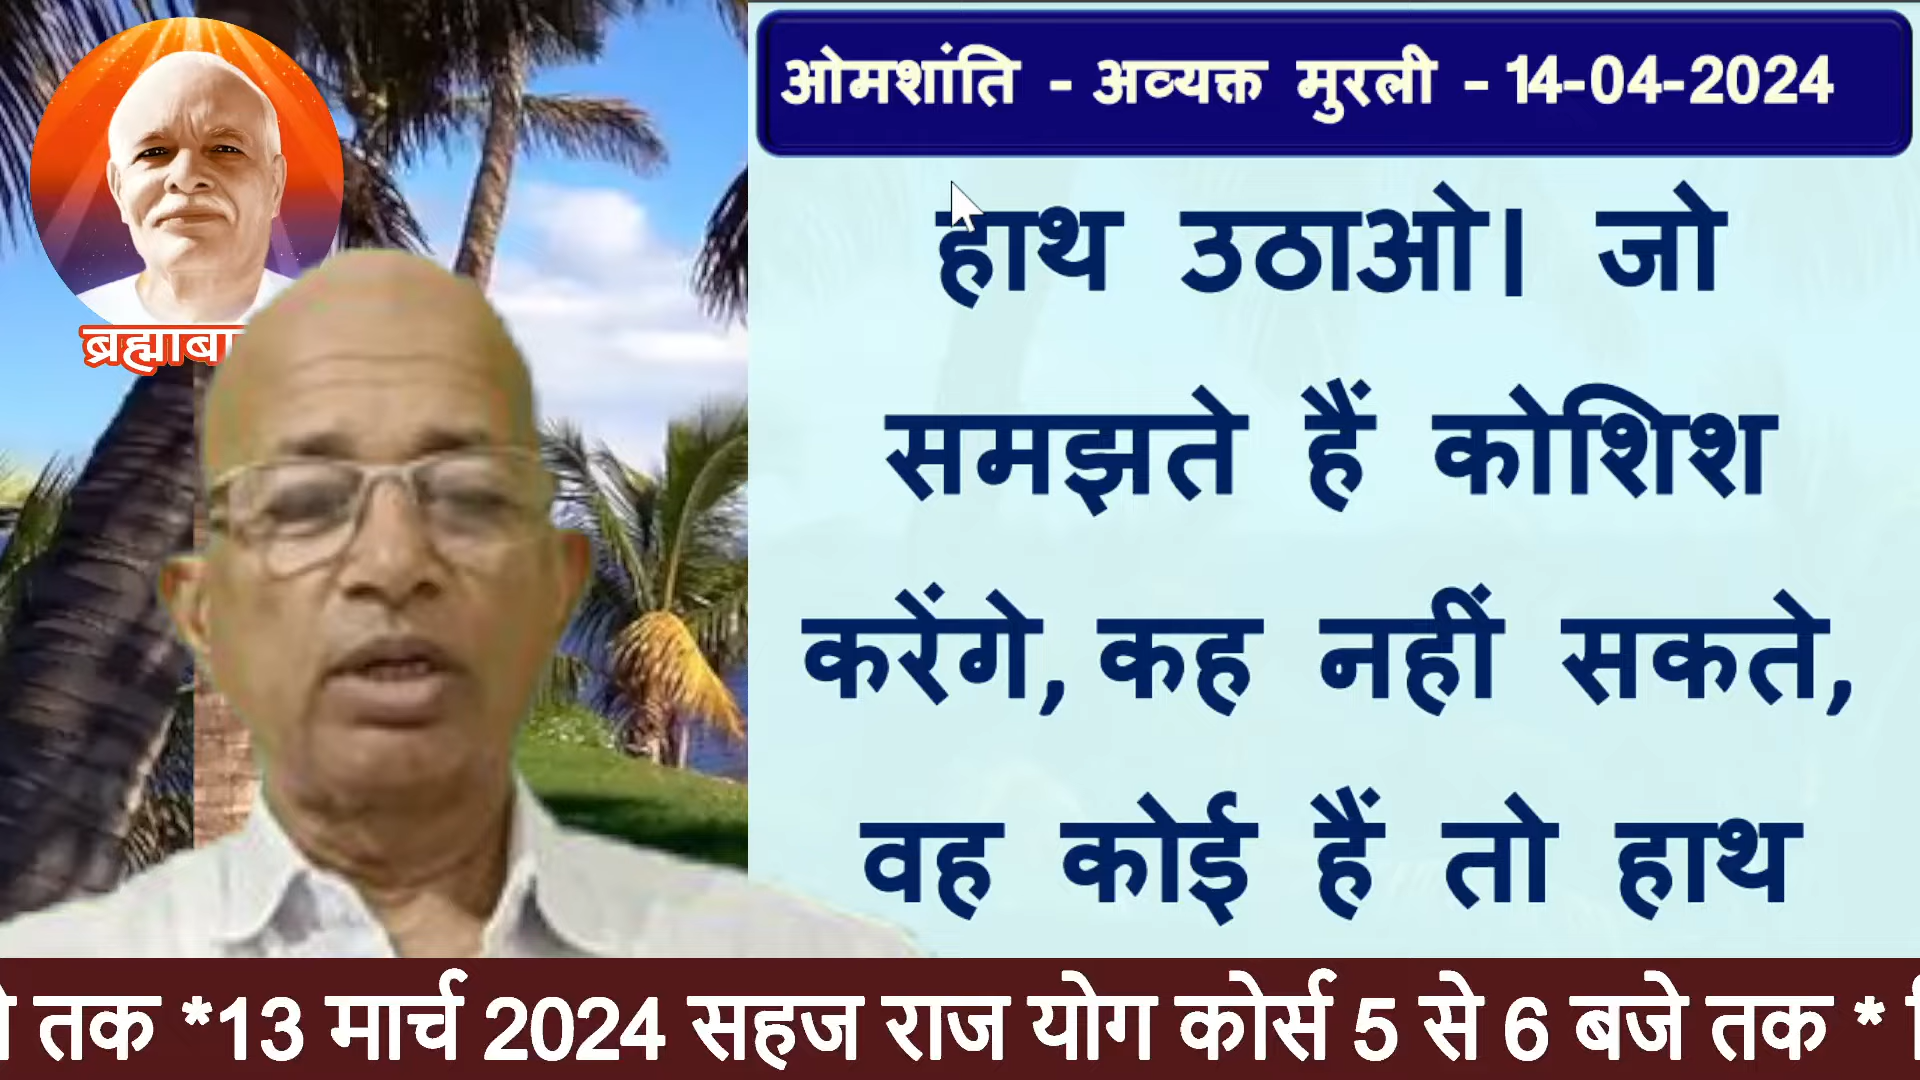 ओमशांति - अव्यक्त मुरली - 14-04-2024
हाथ उठाओ। जो
समझते हैं कोशिश
करेंगे, कह नहीं सकते,
वह कोई हैं तो हाथ
तक *13 मार्च 2024 सहज राज योग कोर्स 5 से 6 बजे तक *